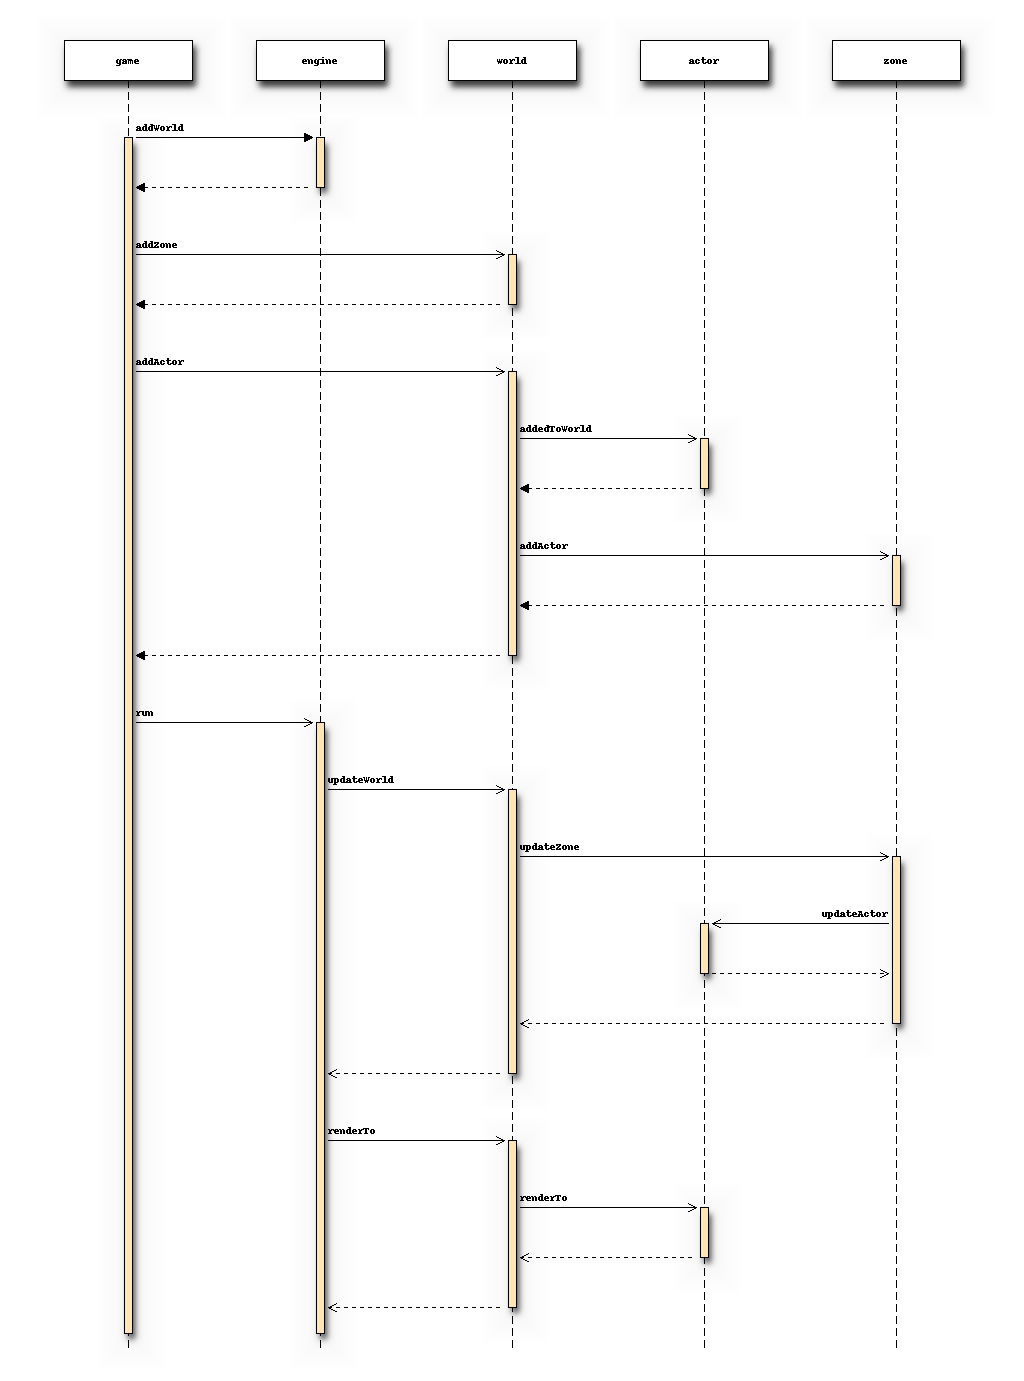 game
engine
world
actor
zone
addWorld
addZone
addActor
addedToWorld
addActor
run
updateWorld
updateZone
updateActor
renderTo
renderTo